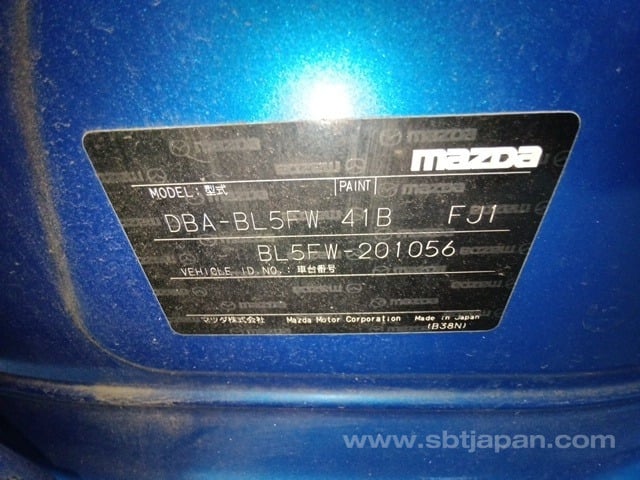 mazda
MODEL:型式 PAINT
DBA-BL5FW 41B FJ1
BL5FW-201056
VEHICLE ID.NO.:車台番号
マツダ株式会社 Mazda Motor Corporation Made in Japan
(B38N)
www.sbtjapan.com